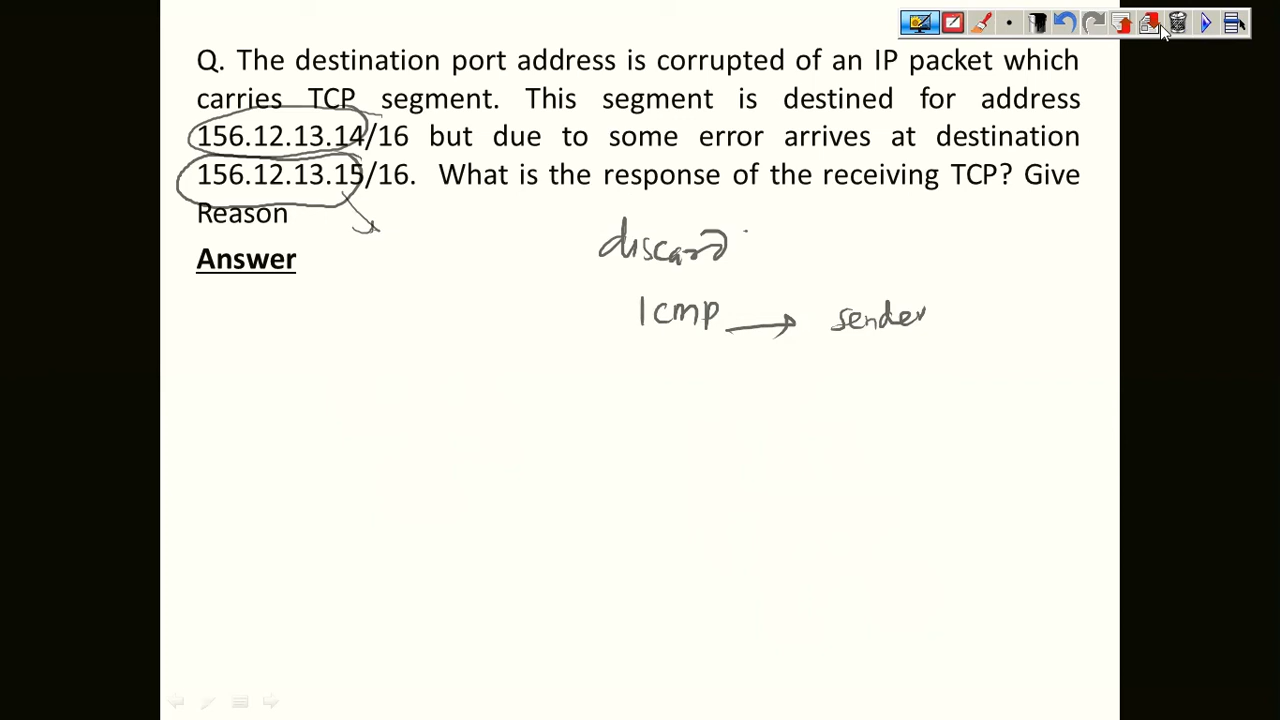 Q. The destination port address is corrupted of an IP packet which
carries TCP segment. This segment is destined for address
156.12.13.14/16 but due to some error arrives at destination
156.12.13.15/16. What is the response of the receiving TCP? Give
Reason
discard
Answer
ICMP → sender